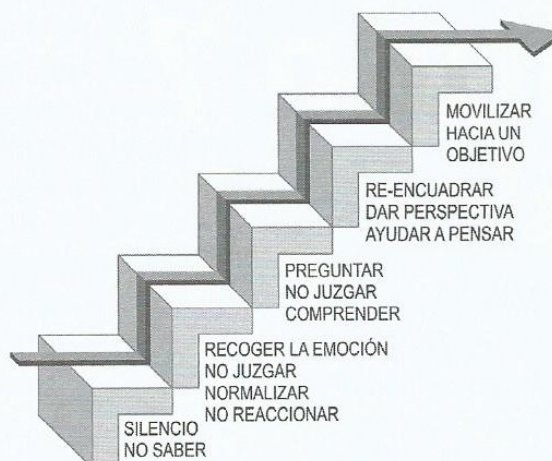 MOVILIZAR
HACIA UN
OBJETIVO
RE-ENCUADRAR
DAR PERSPECTIVA
AYUDAR A PENSAR
PREGUNTAR
NO JUZGAR
COMPRENDER
RECOGER LA EMOCIÓN
NO JUZGAR
NORMALIZAR
NO REACCIONAR
SILENCIO
NO SABER